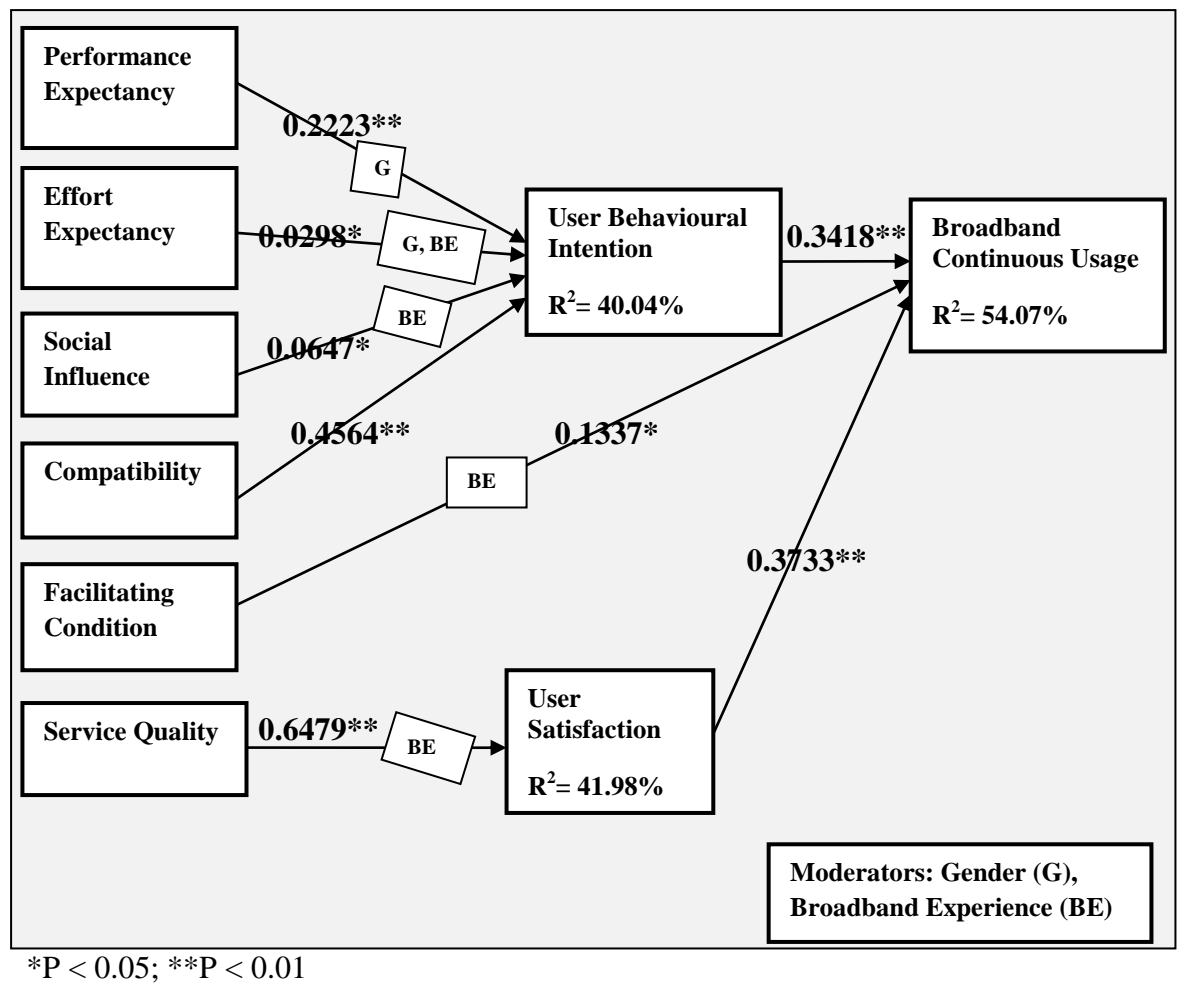 Performance
Expectancy
0.2223**
G
Effort
Expectancy
0.0298*
G, BE
Social
Influence
0.0647*
BE
Compatibility
0.4564**
Facilitating
Condition
BE
0.1337*
Service Quality
0.6479**
BE
User Behavioural
Intention
R²= 40.04%
0.3418**
Broadband
Continuous Usage
R²= 54.07%
User
Satisfaction
R²= 41.98%
0.3733**
Moderators: Gender (G),
Broadband Experience (BE)
*P < 0.05; **P < 0.01